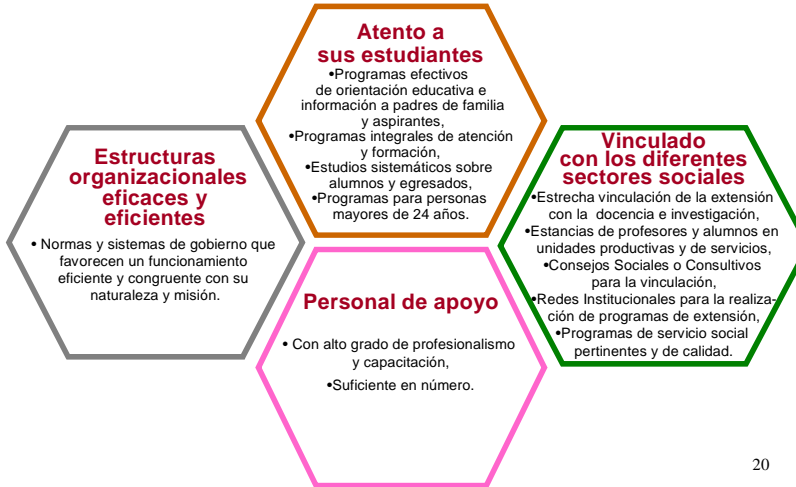 Atento a
sus estudiantes
•Programas efectivos
de orientación educativa e
información a padres de familia
y aspirantes,
•Programas integrales de atención
y formación,
•Estudios sistemáticos sobre
alumnos y egresados,
•Programas para personas
mayores de 24 años.
Estructuras
organizacionales
eficaces y
eficientes
• Normas y sistemas de gobierno que
favorecen un funcionamiento
eficiente y congruente con su
naturaleza y misión.
Vinculado
con los diferentes
sectores sociales
•Estrecha vinculación de la extensión
con la docencia e investigación,
•Estancias de profesores y alumnos en
unidades productivas y de servicios,
•Consejos Sociales o Consultivos
para la vinculación,
•Redes Institucionales para la realiza-
ción de programas de extensión,
•Programas de servicio social
pertinentes y de calidad.
Personal de apoyo
• Con alto grado de profesionalismo
y capacitación,
•Suficiente en número.
20